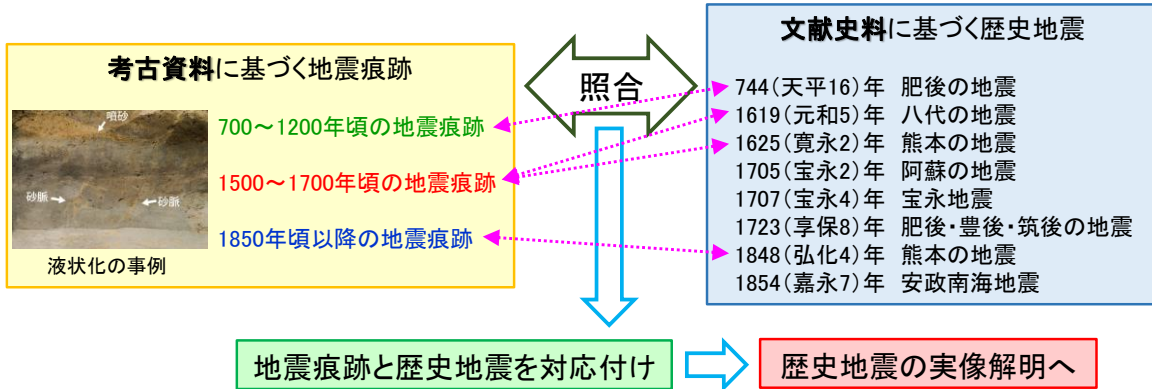 考古資料に基づく地震痕跡
噴砂
砂脈
砂脈
液状化の事例
700～1200年頃の地震痕跡
1500～1700年頃の地震痕跡
1850年頃以降の地震痕跡
照合
文献史料に基づく歴史地震
744(天平16)年 肥後の地震
1619(元和5)年 八代の地震
1625(寛永2)年 熊本の地震
1705(宝永2)年 阿蘇の地震
1707(宝永4)年 宝永地震
1723(享保8)年 肥後・豊後・筑後の地震
1848(弘化4)年 熊本の地震
1854(嘉永7)年 安政南海地震
地震痕跡と歴史地震を対応付け
歴史地震の実像解明へ